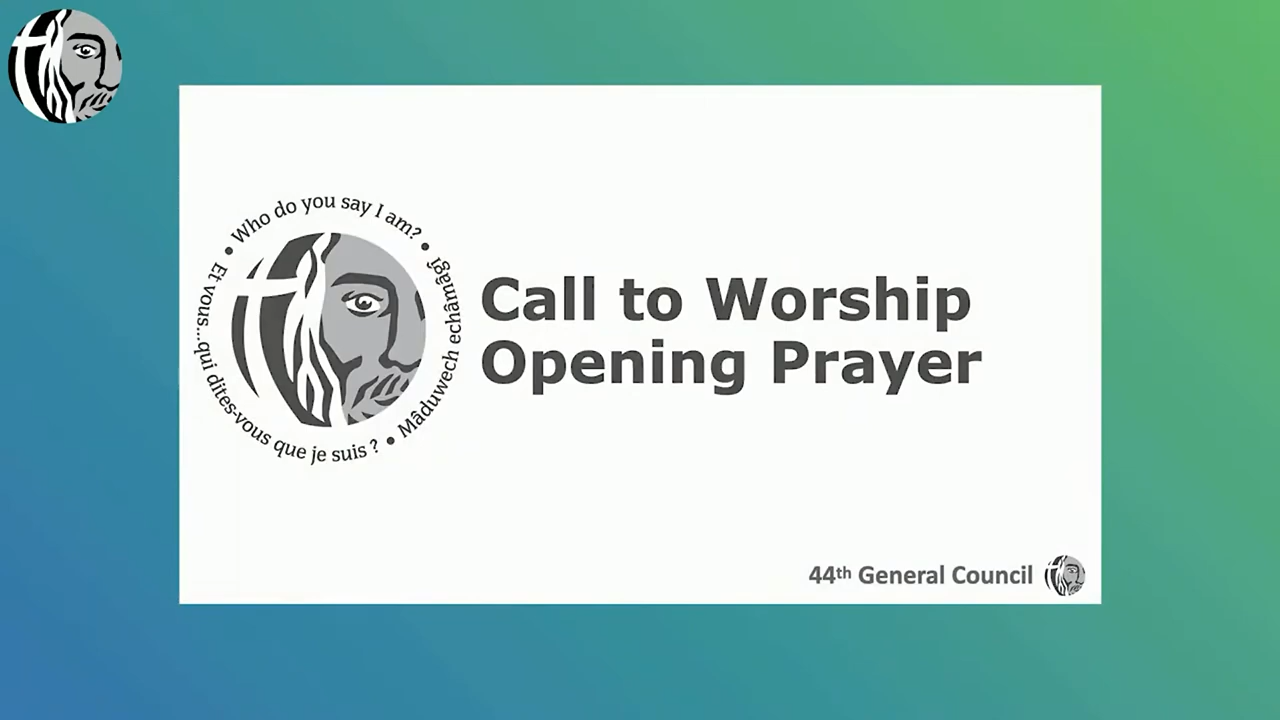 Who do you say I am? •
Mâduwech echâmâgí •
Et vous...qui dites-vous que je suis ? •
Call to Worship
Opening Prayer
44th General Council